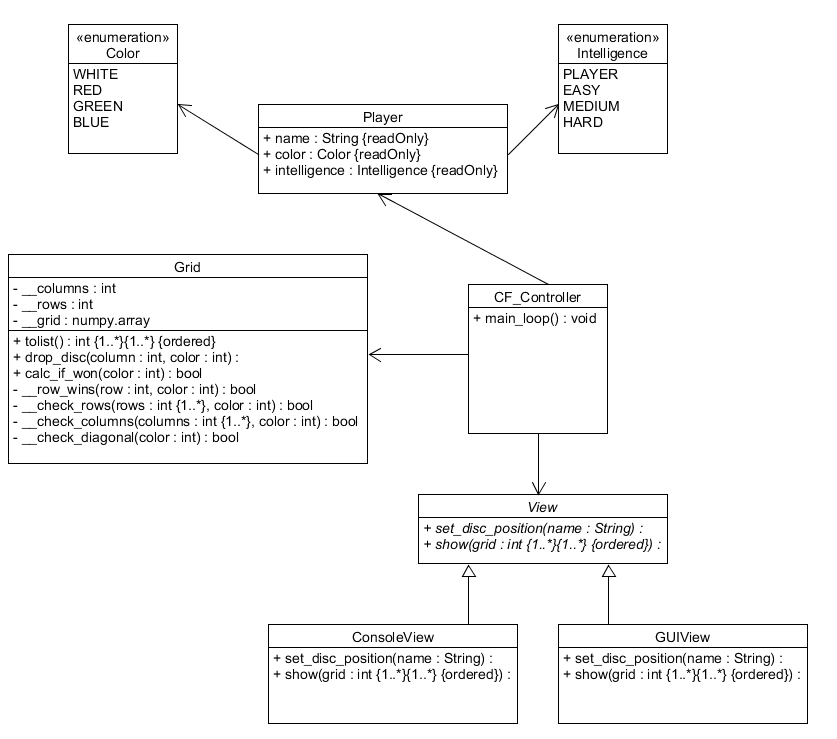 «enumeration»
Color
WHITE
RED
GREEN
BLUE
«enumeration»
Intelligence
PLAYER
EASY
MEDIUM
HARD
Player
+ name : String {readOnly}
+ color : Color {readOnly}
+ intelligence : Intelligence {readOnly}
Grid
- __columns : int
- __rows : int
- __grid : numpy.array
+ tolist() : int {1..*}{1..*} {ordered}
+ drop_disc(column : int, color : int) :
+ calc_if_won(color : int) : bool
- __row_wins(row : int, color : int) : bool
- __check_rows(rows : int {1..*}, color : int) : bool
- __check_columns(columns : int {1..*}, color : int) : bool
- __check_diagonal(color : int) : bool
CF_Controller
+ main_loop() : void
View
+ set_disc_position(name : String) :
+ show(grid : int {1..*}{1..*} {ordered}) :
ConsoleView
+ set_disc_position(name : String) :
+ show(grid : int {1..*}{1..*} {ordered}) :
GUIView
+ set_disc_position(name : String) :
+ show(grid : int {1..*}{1..*} {ordered}) :